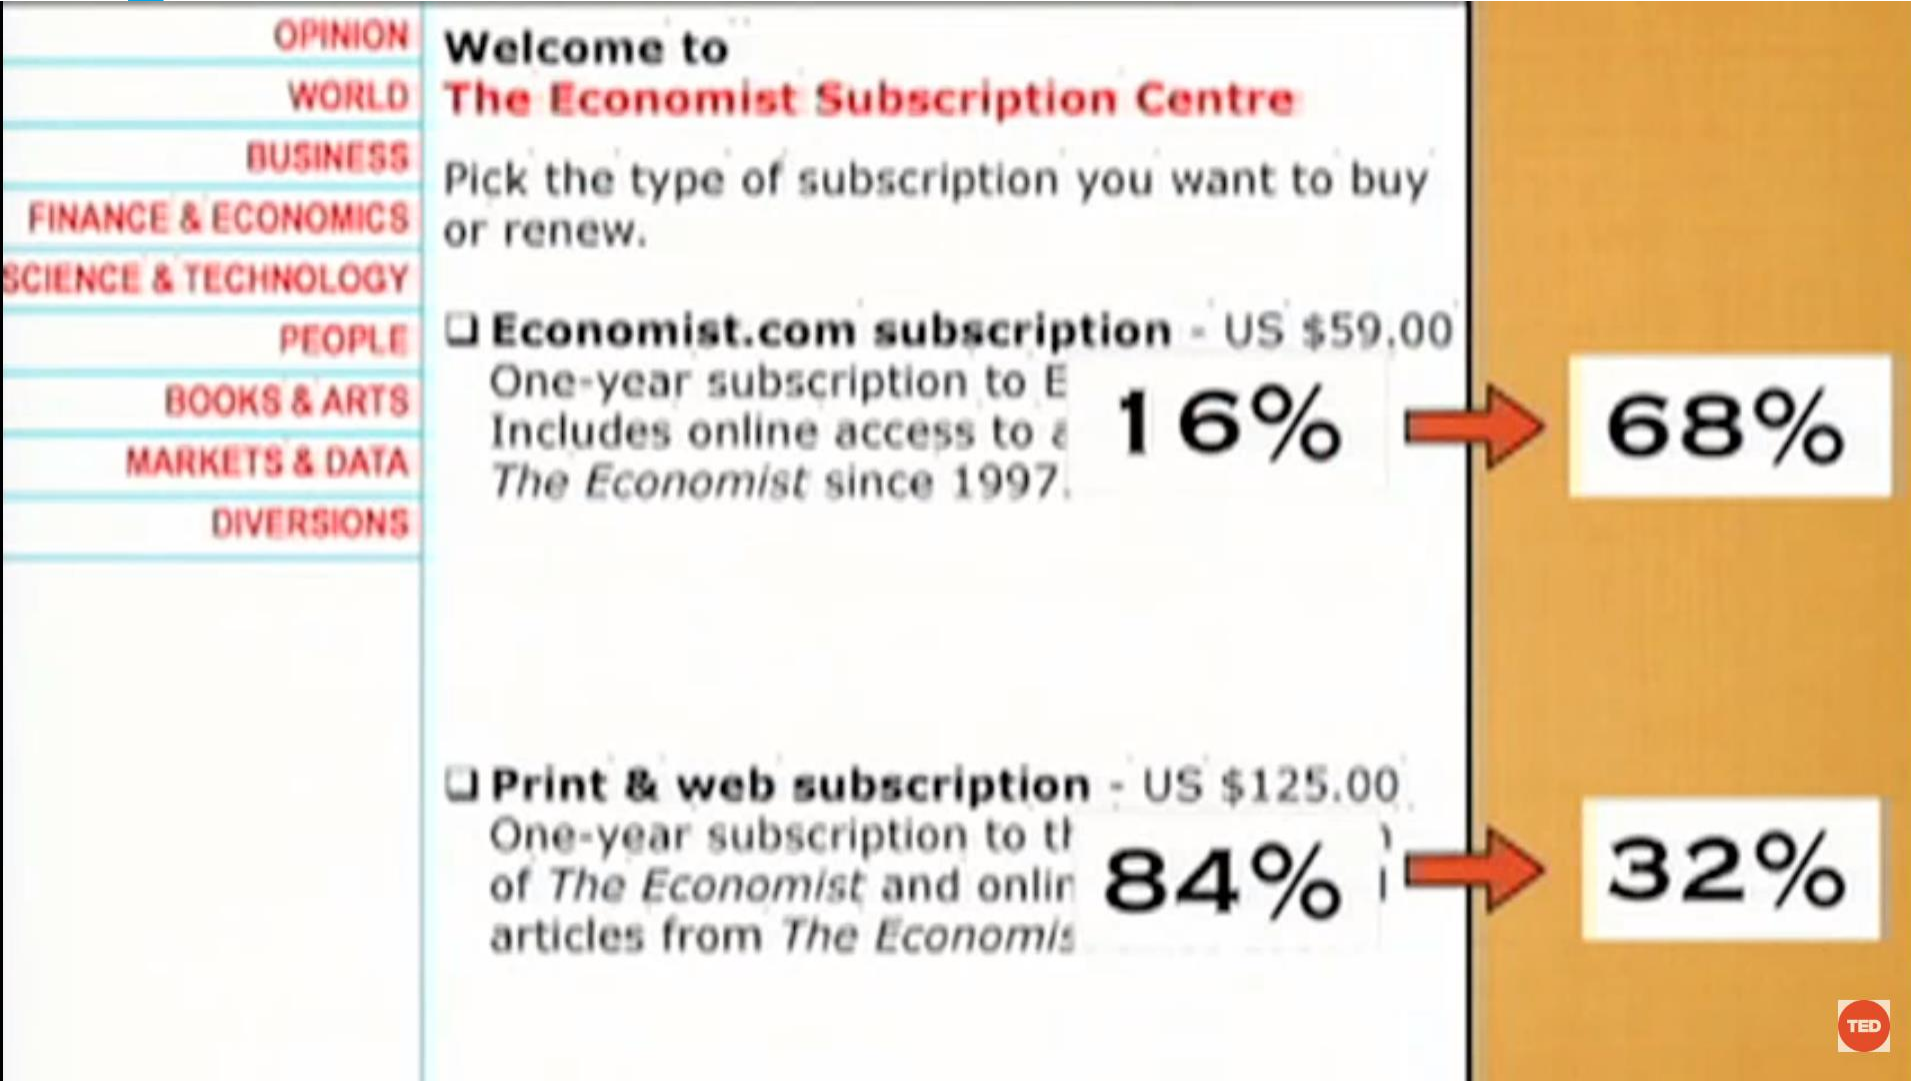 OPINION
WORLD
BUSINESS
FINANCE & ECONOMICS
SCIENCE & TECHNOLOGY
PEOPLE
BOOKS & ARTS
MARKETS & DATA
DIVERSIONS
Welcome to
The Economist Subscription Centre
Pick the type of subscription you want to buy
or renew.
❑ Economist.com subscription - US $59.00
One-year subscription to E
Includes online access to a
The Economist since 1997.
16%
68%
❑ Print & web subscription - US $125.00
One-year subscription to th
of The Economist and onlin
articles from The Economis
84%
32%
TED